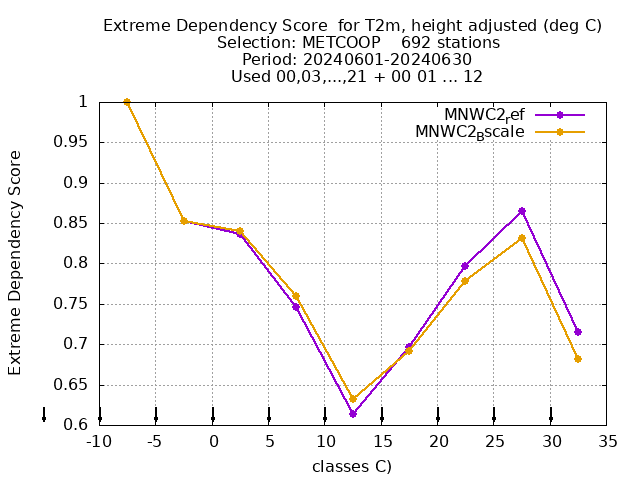 Extreme Dependency Score for T2m, height adjusted (deg C)
Selection: METCOOP 692 stations
Period: 20240601-20240630
Used 00,03,...,21 + 00 01 ... 12
MNWC2ref
MNWC2Bscale
Extreme Dependency Score
1
0.95
0.9
0.85
0.8
0.75
0.7
0.65
0.6
-10 -5 0 5 10 15 20 25 30 35
classes C)